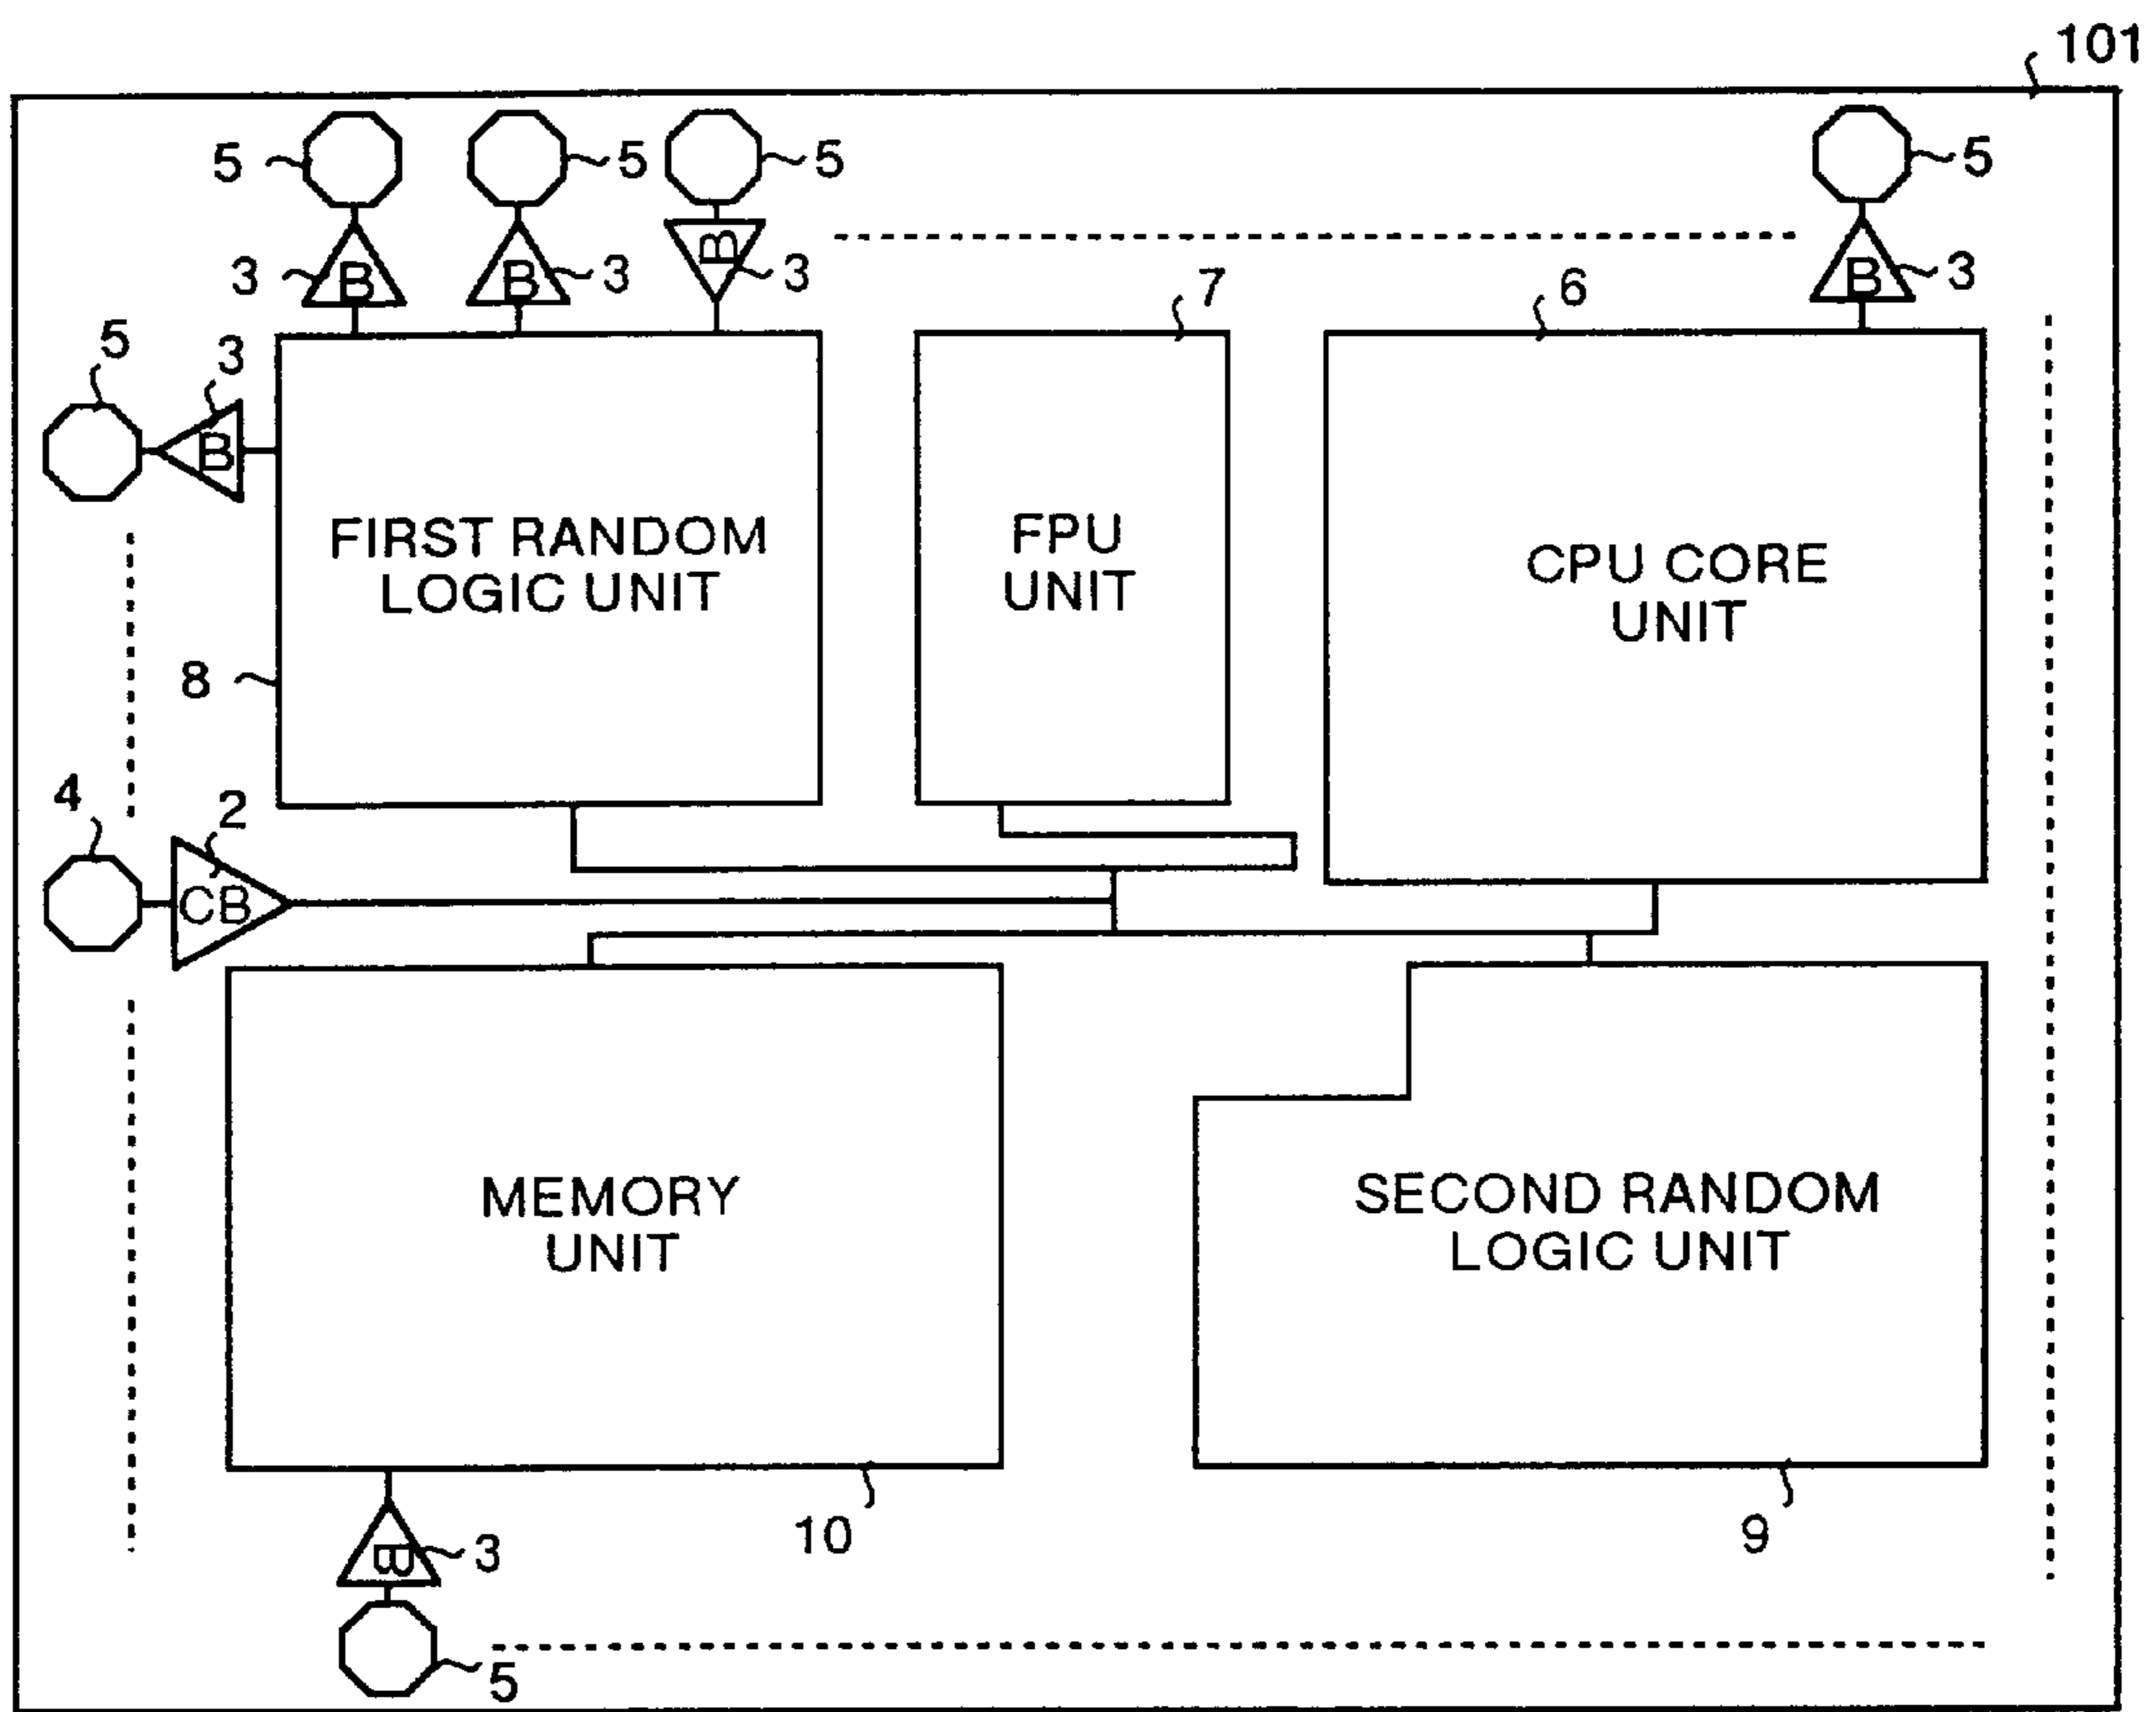 101
5
5
5
5
3
B
B
3
B
3
B
3
7
6
5
3
B
FIRST RANDOM
LOGIC UNIT
FPU
UNIT
CPU CORE
UNIT
8
4
2
CB
MEMORY
UNIT
SECOND RANDOM
LOGIC UNIT
10
9
B
3
5